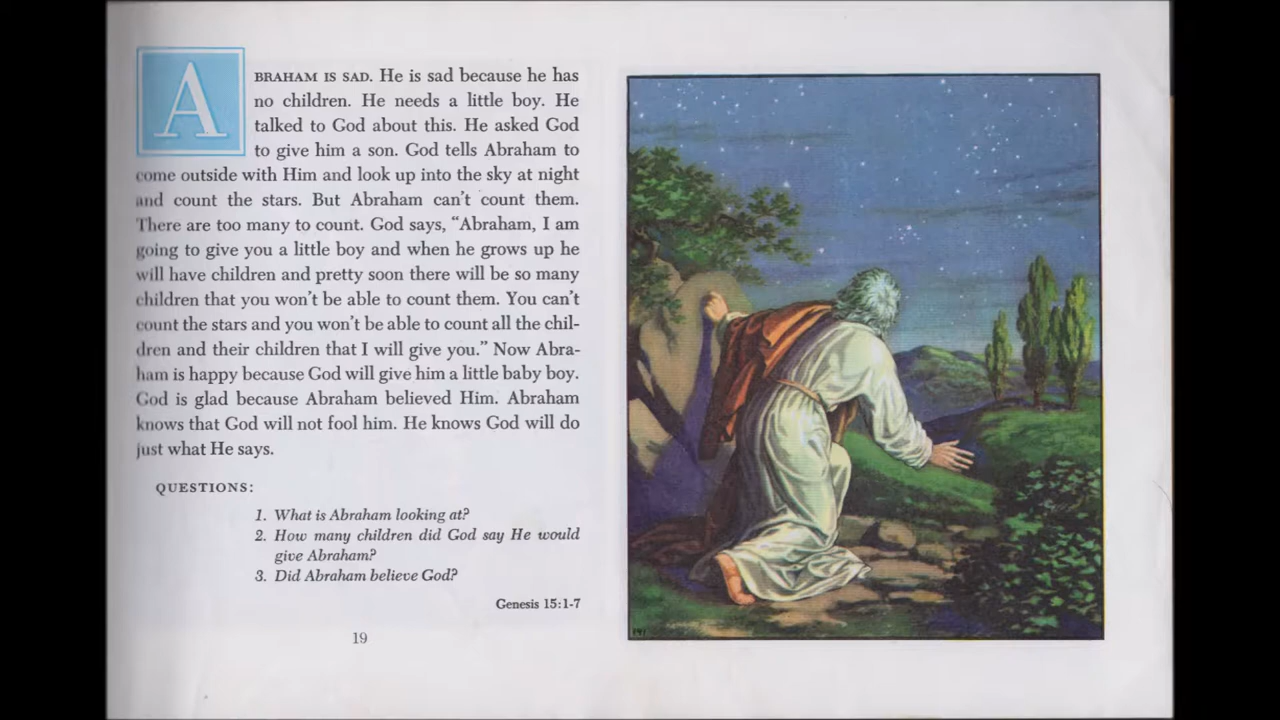 ABRAHAM IS SAD. He is sad because he has
no children. He needs a little boy. He
talked to God about this. He asked God
to give him a son. God tells Abraham to
come outside with Him and look up into the sky at night
and count the stars. But Abraham can't count them.
There are too many to count. God says, “Abraham, I am
going to give you a little boy and when he grows up he
will have children and pretty soon there will be so many
children that you won't be able to count them. You can't
count the stars and you won't be able to count all the chil-
dren and their children that I will give you.” Now Abra-
ham is happy because God will give him a little baby boy.
God is glad because Abraham believed Him. Abraham
knows that God will not fool him. He knows God will do
just what He says.
QUESTIONS:
1. What is Abraham looking at?
2. How many children did God say He would
give Abraham?
3. Did Abraham believe God?
Genesis 15:1-7
19